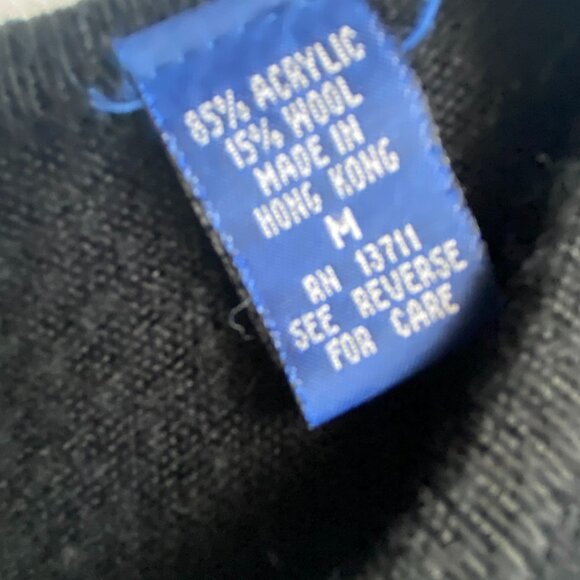 85% ACRYLIC
15% WOOL
MADE IN
HONG KONG
M
RN 13711
SEE REVERSE
FOR CARE